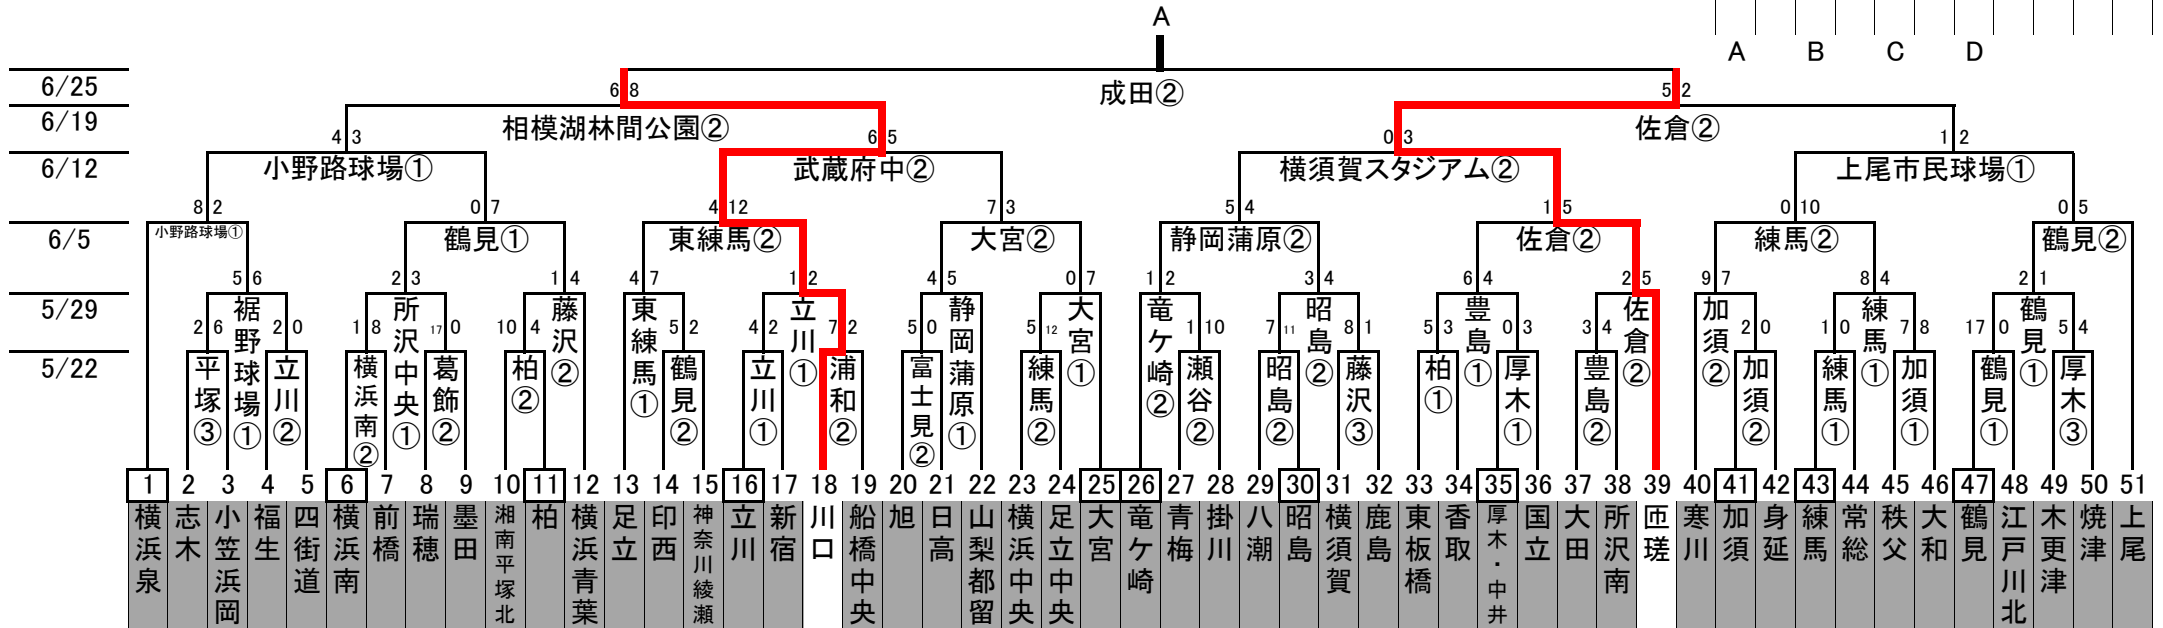 A
A B C D
6/25
6 8 成田② 5 2
6/19
4 3 相模湖林間公園② 6 5 0 3 佐倉② 1 2
6/12
小野路球場① 武蔵府中② 横須賀スタジアム② 上尾市民球場①
8 2 0 7 4 12 7 3 5 4 1 5 0 10 0 5
6/5
小野路球場① 鶴見① 東練馬② 大宮② 静岡蒲原② 佐倉② 練馬② 鶴見②
5 6 2 3 1 4 4 7 1 2 4 5 0 7 1 2 3 4 6 4 2 5 9 7 8 4 2 1
5/29
裾野球場① 所沢中央① 藤沢② 東練馬① 立川① 静岡蒲原① 大宮① 竜ケ崎② 昭島② 豊島① 佐倉② 加須② 練馬① 鶴見①
2 6 2 0 1 8 17 0 10 4 5 2 4 2 7 2 5 0 5 12 1 10 7 11 8 1 5 3 0 3 3 4 2 0 1 0 7 8 17 0 5 4
5/22
平塚③ 立川② 横浜南② 葛飾② 柏② 鶴見② 立川① 浦和② 富士見② 練馬② 瀬谷② 昭島② 藤沢③ 柏① 厚木① 豊島② 加須② 練馬① 加須① 鶴見① 厚木③
1 2 3 4 5 6 7 8 9 10 11 12 13 14 15 16 17 18 19 20 21 22 23 24 25 26 27 28 29 30 31 32 33 34 35 36 37 38 39 40 41 42 43 44 45 46 47 48 49 50 51
横浜泉
志木
小笠浜岡
福生
四街道
横浜南
前橋
瑞穂
墨田
湘南平塚北
柏
横浜青葉
足立
印西
神奈川綾瀬
立川
新宿
川口
船橋中央
旭
日高
山梨都留
横浜中央
足立中央
大宮
竜ケ崎
青梅
掛川
八潮
昭島
横須賀
鹿島
東板橋
香取
厚木・中井
国立
大田
所沢南
匝瑳
寒川
加須
身延
練馬
常総
秩父
大和
鶴見
江戸川北
木更津
焼津
上尾